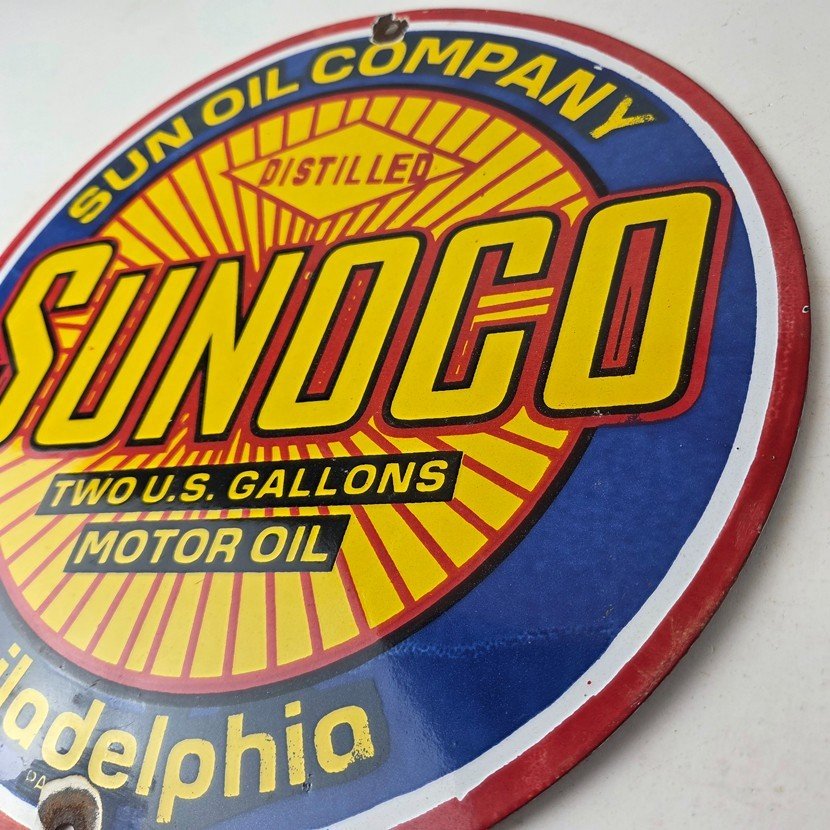 SUN OIL COMPANY
DISTILLED
SUNOCO
TWO U.S. GALLONS
MOTOR OIL
iladelphia